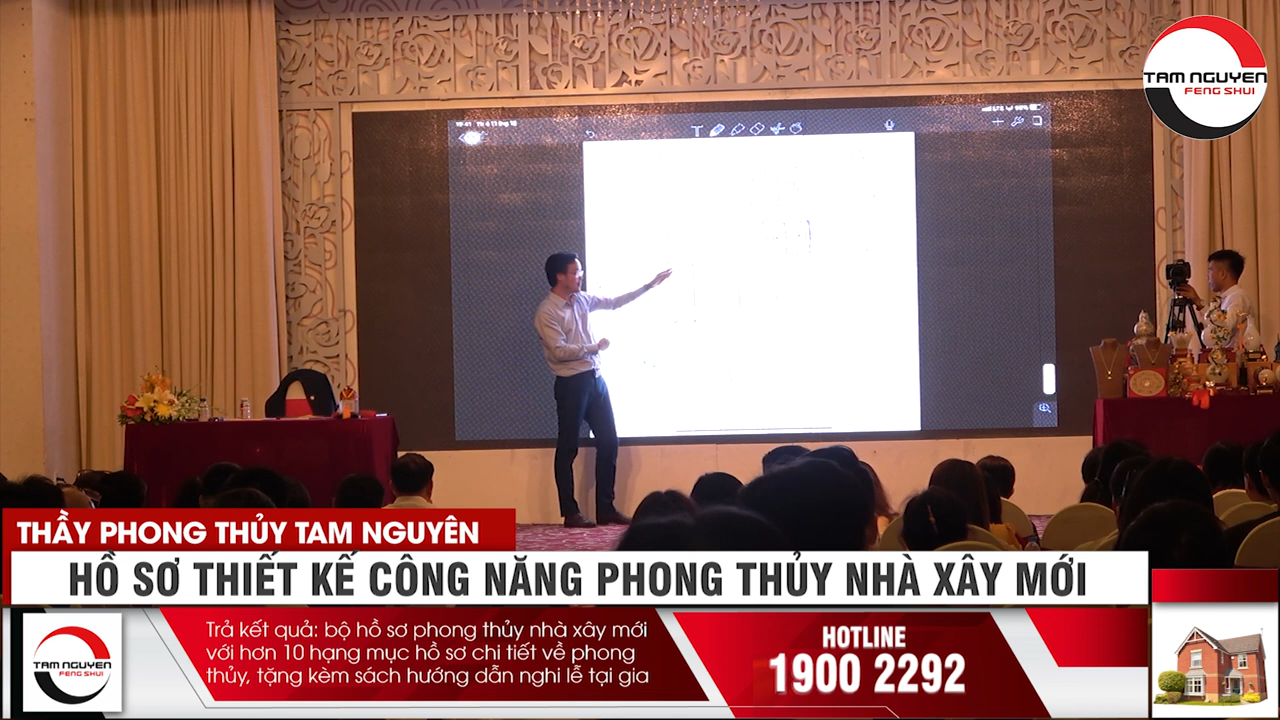 TAM NGUYEN
FENG SHUI
T
THẦY PHONG THỦY TAM NGUYÊN
HỒ SƠ THIẾT KẾ CÔNG NĂNG PHONG THỦY NHÀ XÂY MỚI
TAM NGUYEN
FENG SHUI
Trả kết quả: bộ hồ sơ phong thủy nhà xây mới
với hơn 10 hạng mục hồ sơ chi tiết về phong
thủy, tặng kèm sách hướng dẫn nghi lễ tại gia
HOTLINE
1900 2292